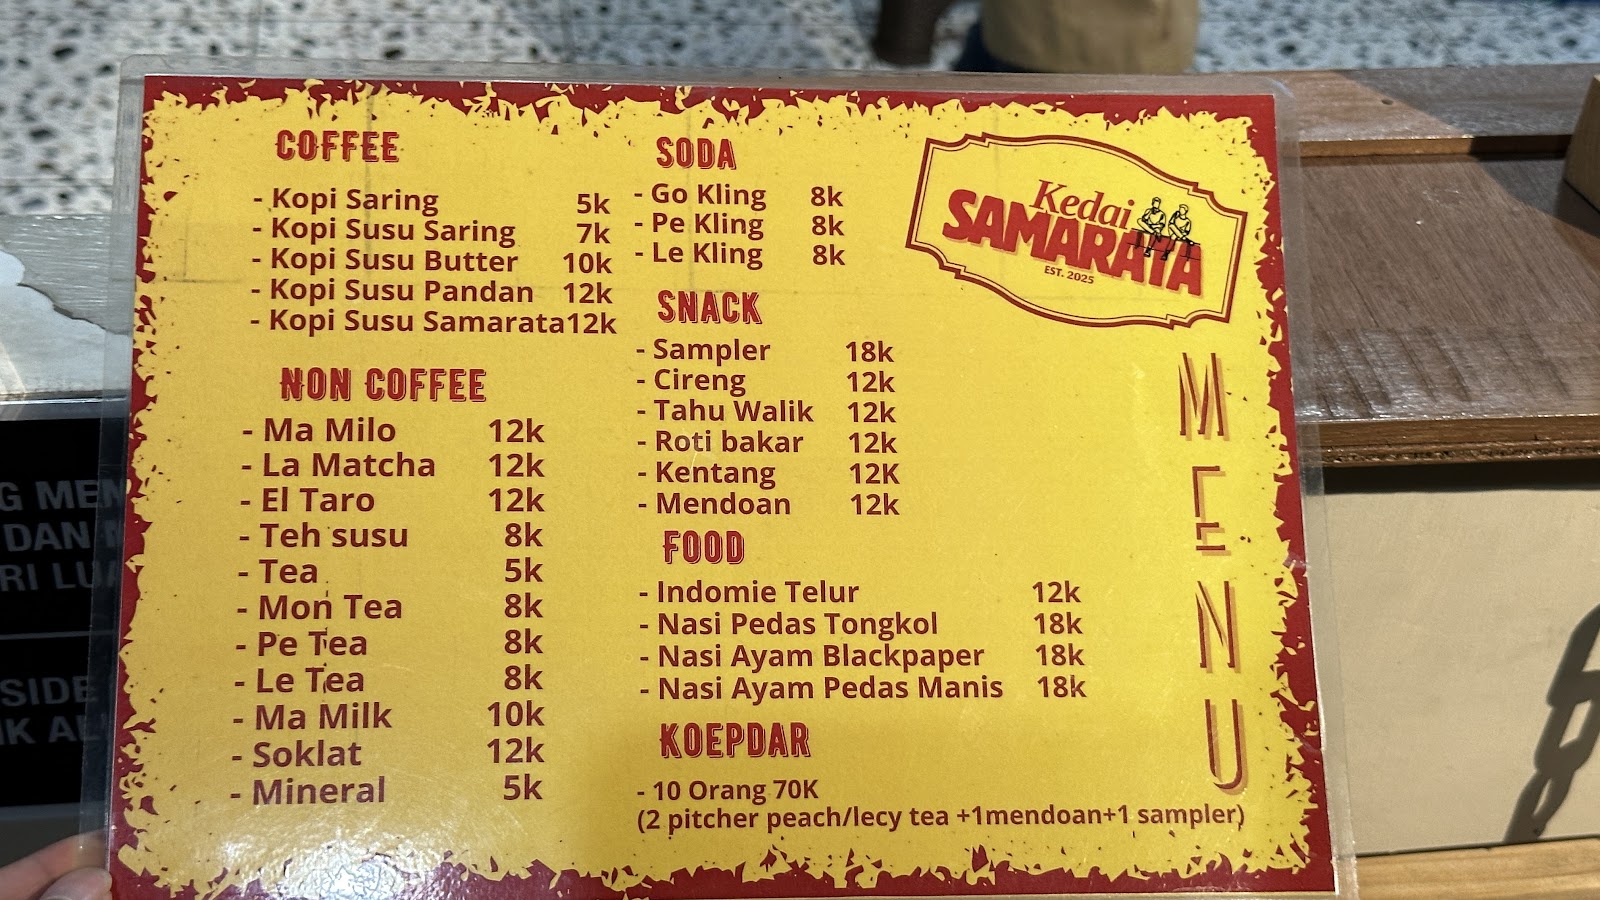 COFFEE
- Kopi Saring 5k
- Kopi Susu Saring 7k
- Kopi Susu Butter 10k
- Kopi Susu Pandan 12k
- Kopi Susu Samarata 12k
NON COFFEE
- Ma Milo 12k
- La Matcha 12k
- El Taro 12k
- Teh susu 8k
- Tea 5k
- Mon Tea 8k
- Pe Tea 8k
- Le Tea 8k
- Ma Milk 10k
- Soklat 12k
- Mineral 5k
SODA
- Go Kling 8k
- Pe Kling 8k
- Le Kling 8k
SNACK
- Sampler 18k
- Cireng 12k
- Tahu Walik 12k
- Roti bakar 12k
- Kentang 12K
- Mendoan 12k
FOOD
- Indomie Telur 12k
- Nasi Pedas Tongkol 18k
- Nasi Ayam Blackpaper 18k
- Nasi Ayam Pedas Manis 18k
KOEPDAR
- 10 Orang 70K
(2 pitcher peach/lecy tea +1mendoan+1 sampler)
Kedai
SAMARATA
EST. 2025
MENU
DAN
SIDE